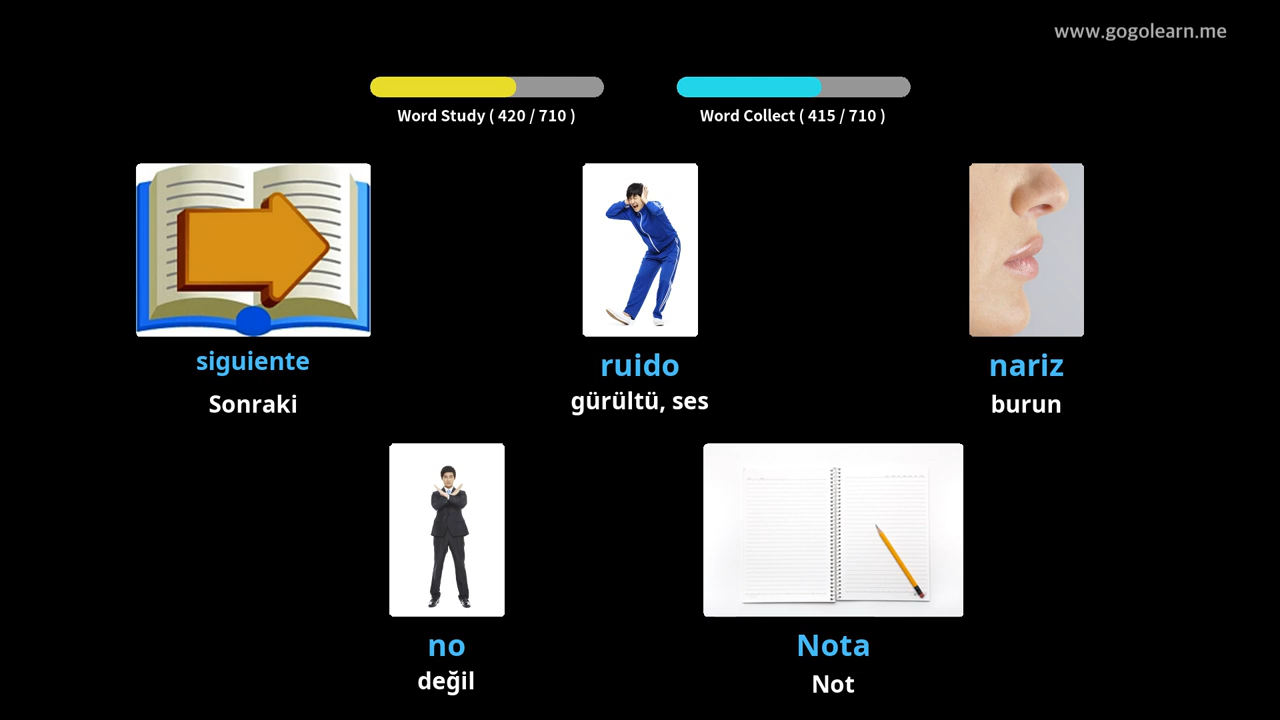 www.gogolearn.me
Word Study ( 420 / 710 )
Word Collect ( 415 / 710 )
siguiente
Sonraki
ruido
gürültü, ses
nariz
burun
no
değil
Nota
Not